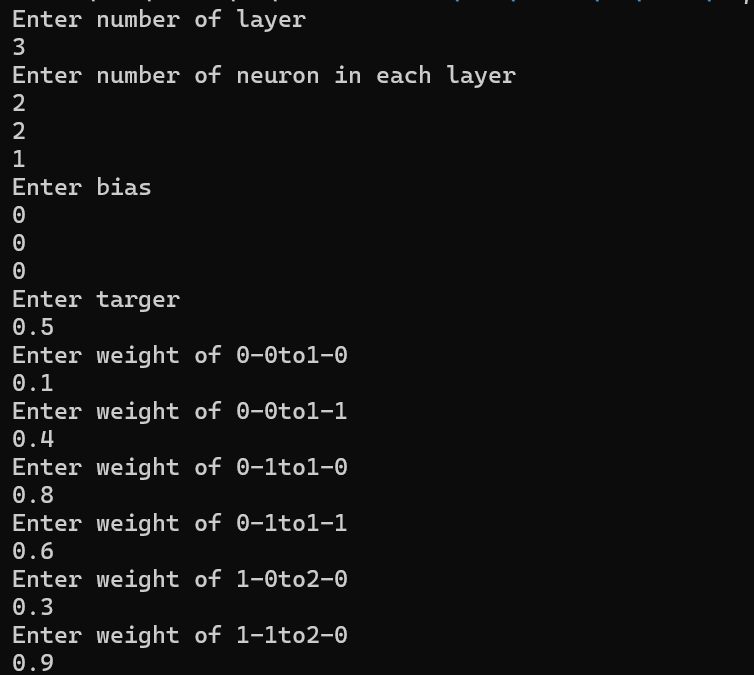 Enter number of layer
3
Enter number of neuron in each layer
2
2
1
Enter bias
0
0
0
Enter targer
0.5
Enter weight of 0-0to1-0
0.1
Enter weight of 0-0to1-1
0.4
Enter weight of 0-1to1-0
0.8
Enter weight of 0-1to1-1
0.6
Enter weight of 1-0to2-0
0.3
Enter weight of 1-1to2-0
0.9